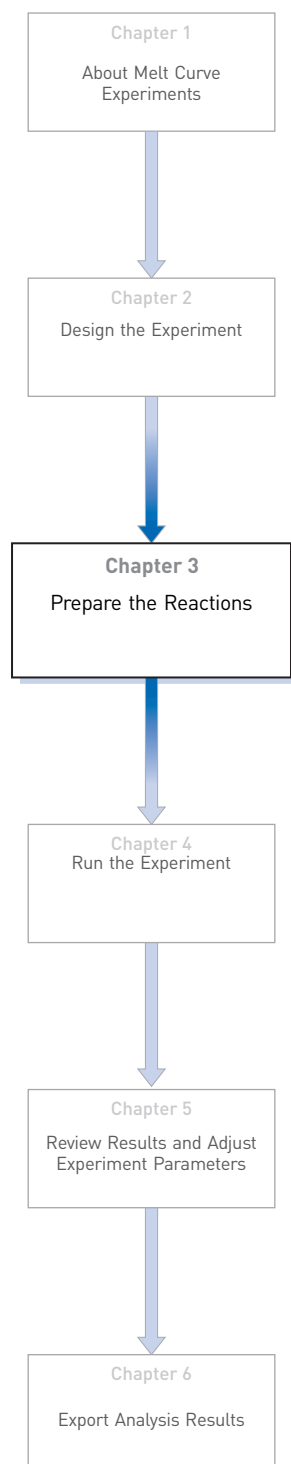 Chapter 1
About Melt Curve
Experiments
Chapter 2
Design the Experiment
Chapter 3
Prepare the Reactions
Chapter 4
Run the Experiment
Chapter 5
Review Results and Adjust
Experiment Parameters
Chapter 6
Export Analysis Results